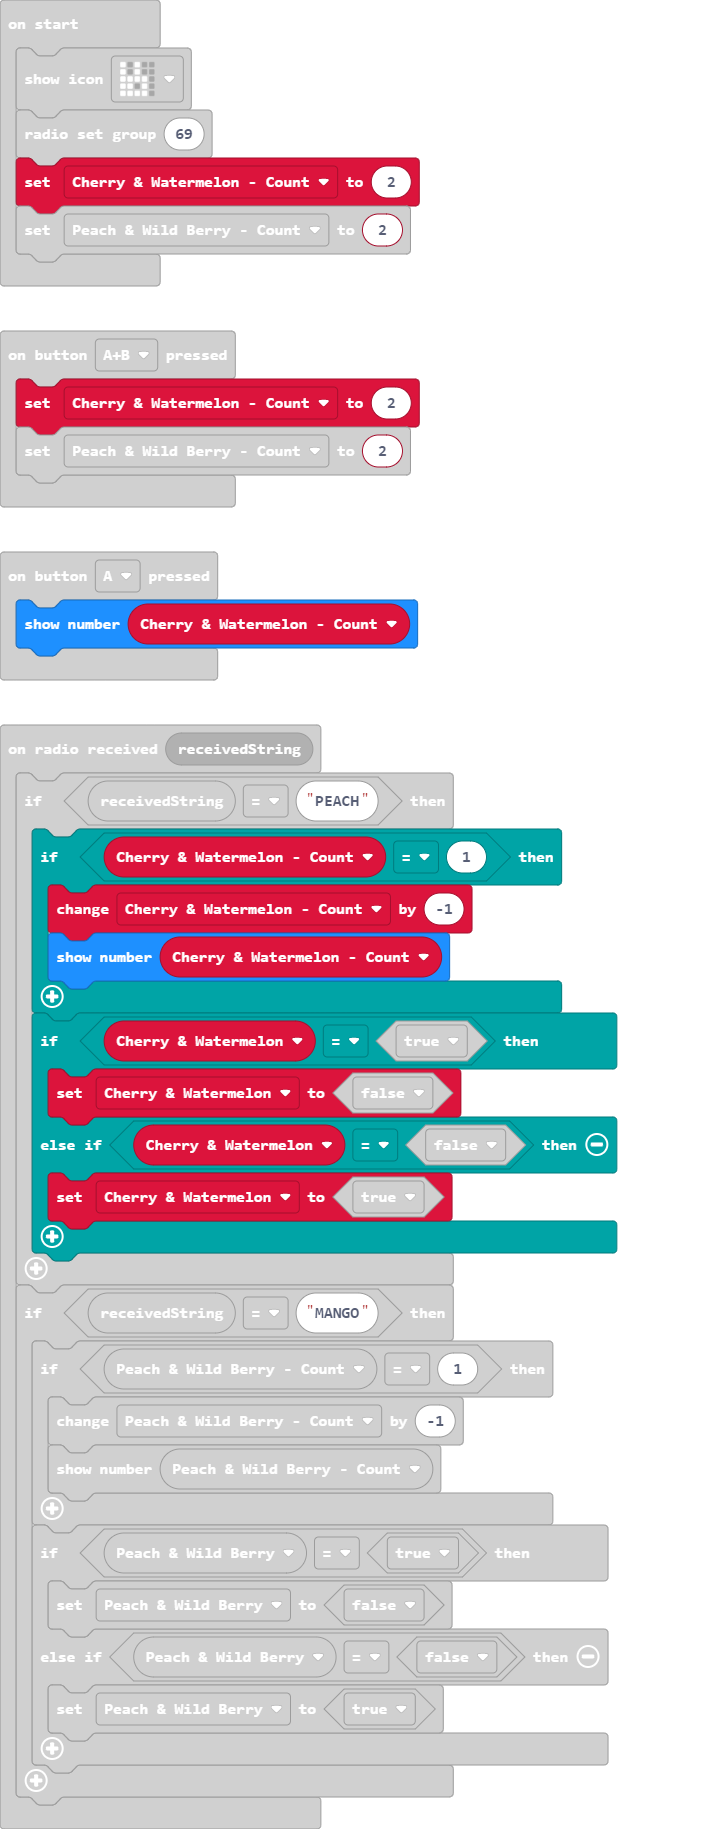 on start
show icon
radio set group 69
set Cherry & Watermelon - Count to 2
set Peach & Wild Berry - Count to 2
on button A+B pressed
set Cherry & Watermelon - Count to 2
set Peach & Wild Berry - Count to 2
on button A pressed
show number Cherry & Watermelon - Count
on radio received receivedString
if receivedString = "PEACH" then
if Cherry & Watermelon - Count = 1 then
change Cherry & Watermelon - Count by -1
show number Cherry & Watermelon - Count
if Cherry & Watermelon = true then
set Cherry & Watermelon to false
else if Cherry & Watermelon = false then
set Cherry & Watermelon to true
if receivedString = "MANGO" then
if Peach & Wild Berry - Count = 1 then
change Peach & Wild Berry - Count by -1
show number Peach & Wild Berry - Count
if Peach & Wild Berry = true then
set Peach & Wild Berry to false
else if Peach & Wild Berry = false then
set Peach & Wild Berry to true